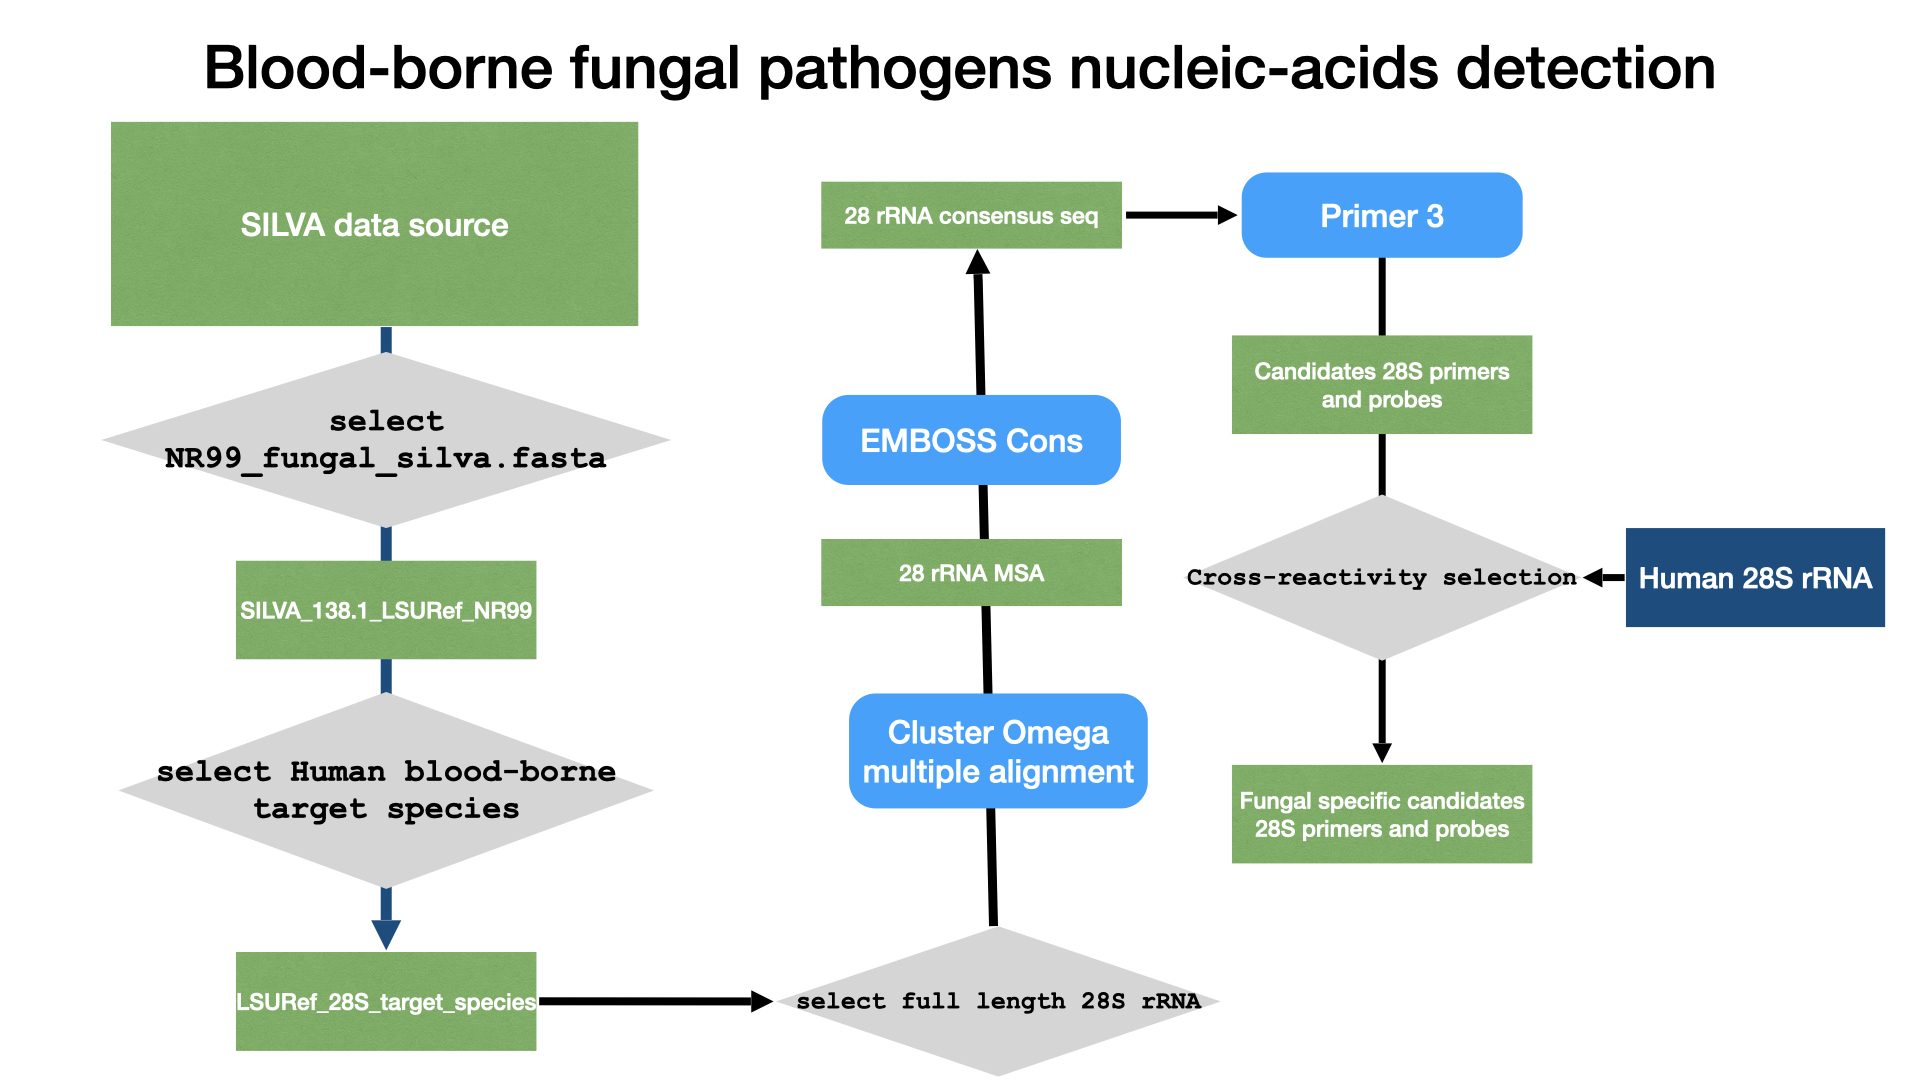 Blood-borne fungal pathogens nucleic-acids detection
SILVA data source
select
NR99_fungal_silva.fasta
SILVA_138.1_LSURef_NR99
select Human blood-borne
target species
LSURef_28S_target_species
select full length 28S rRNA
Cluster Omega
multiple alignment
28 rRNA MSA
EMBOSS Cons
28 rRNA consensus seq
Primer 3
Candidates 28S primers
and probes
Cross-reactivity selection
Human 28S rRNA
Fungal specific candidates
28S primers and probes